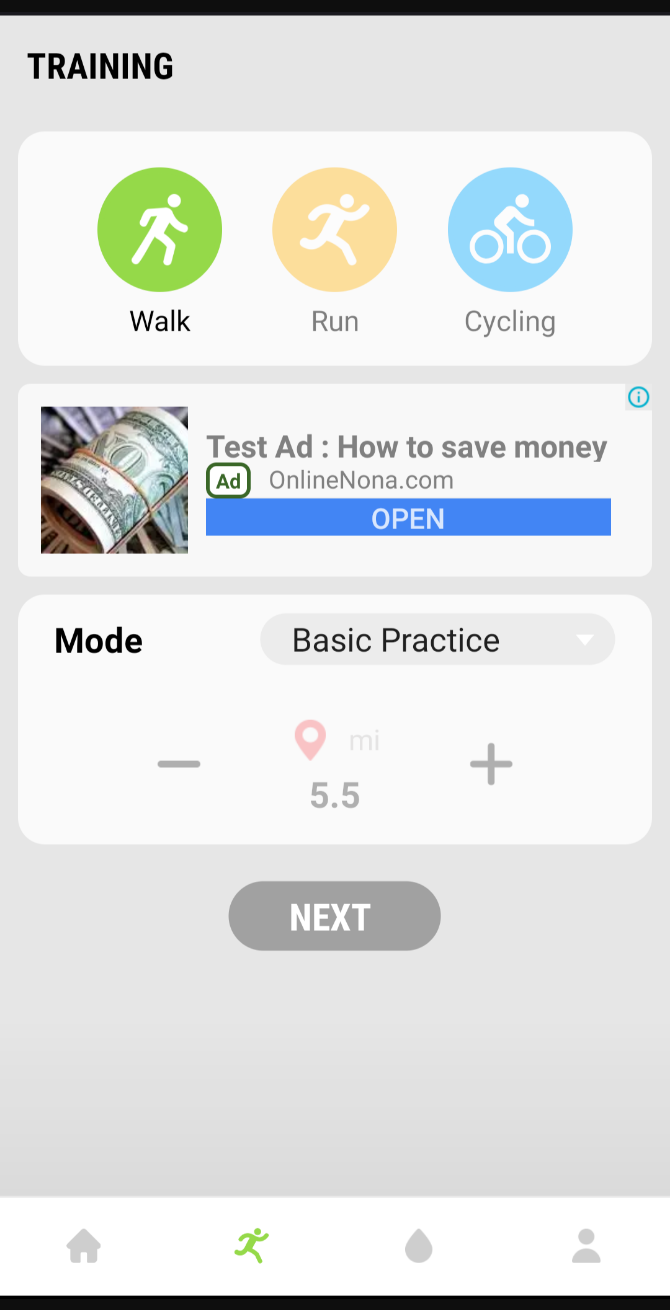 TRAINING
Walk
Run
Cycling
Test Ad : How to save money
Ad OnlineNona.com
OPEN
Mode
Basic Practice
mi
5.5
NEXT